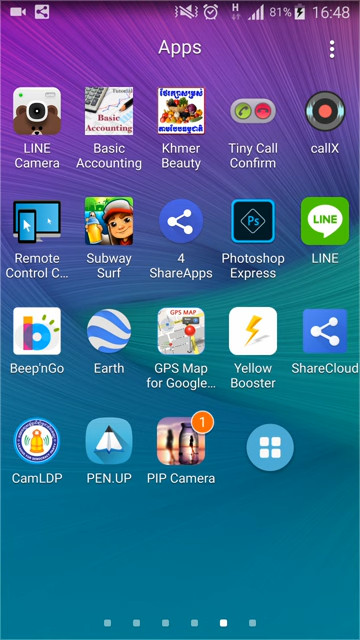 H 81% 16:48
Apps
LINE Camera
Tutorial
Basic Accounting
Basic Accounting
Khmer Beauty
Tiny Call Confirm
callX
Remote Control C...
Subway Surf
4 ShareApps
Ps
Photoshop Express
LINE
LINE
Beep'nGo
Earth
GPS MAP
GPS Map for Google...
Yellow Booster
ShareCloud
CamLDP
PEN.UP
1
PIP Camera